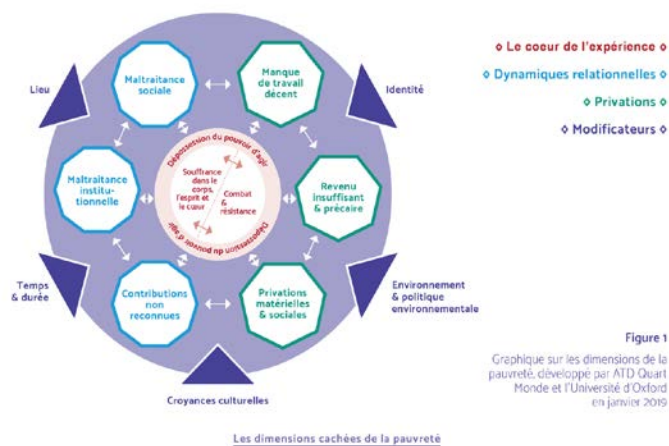 ◊ Le coeur de l'expérience ◊
◊ Dynamiques relationnelles ◊
◊ Privations ◊
◊ Modificateurs ◊
Lieu
Identité
Maltraitance
sociale
Manque
de travail
décent
Maltraitance
institu-
tionnelle
Dépossession du pouvoir d'agir
Souffrance
dans le
corps,
l'esprit et
le cœur
Combat
&
résistance
Dépossession du pouvoir d'agir
Revenu
insuffisant
& précaire
Temps
& durée
Contributions
non
reconnues
Privations
matérielles
& sociales
Environnement
& politique
environnementale
Croyances culturelles
Figure 1
Graphique sur les dimensions de la
pauvreté, développé par ATD Quart
Monde et l'Université d'Oxford
en janvier 2019
Les dimensions cachées de la pauvreté